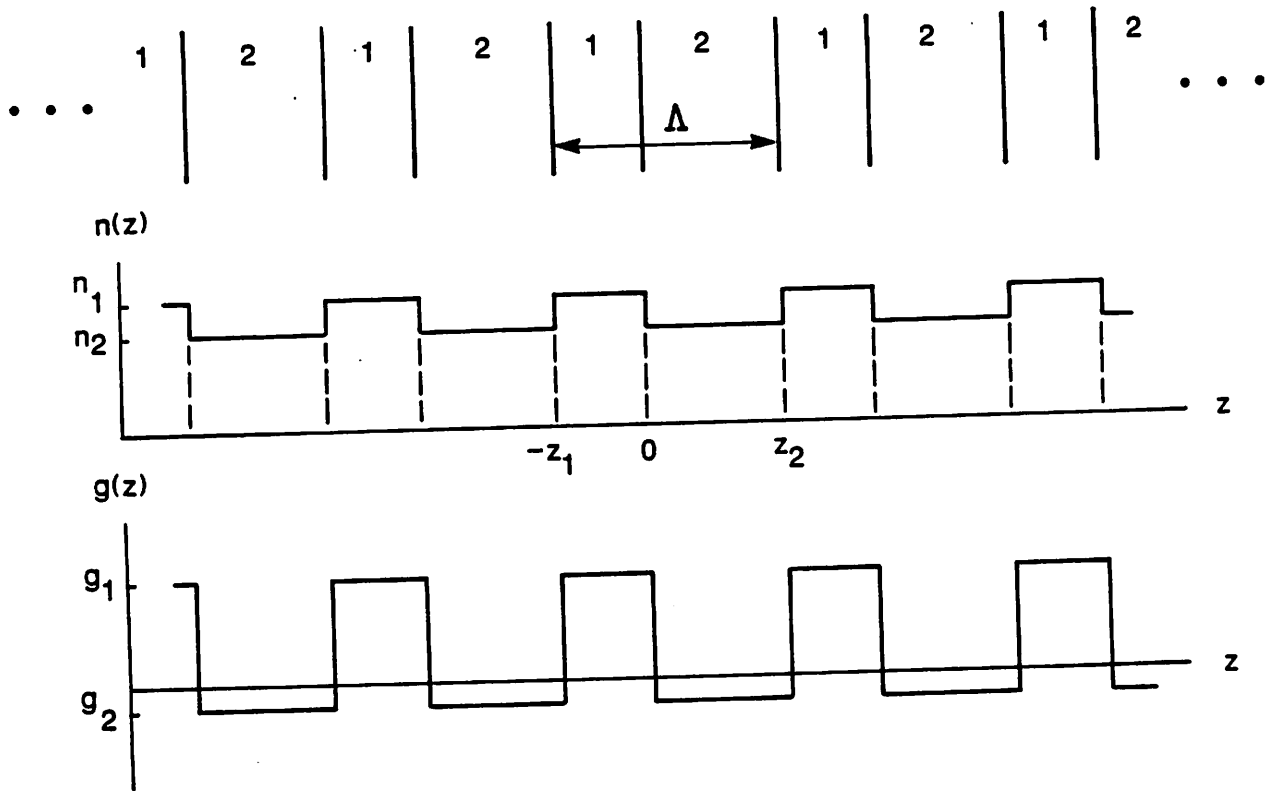 1 2 1 2 1 2 1 2 1 2
• • • • • •
Λ
n(z)
n1
n2
z
-z1 0 z2
g(z)
g1
z
g2